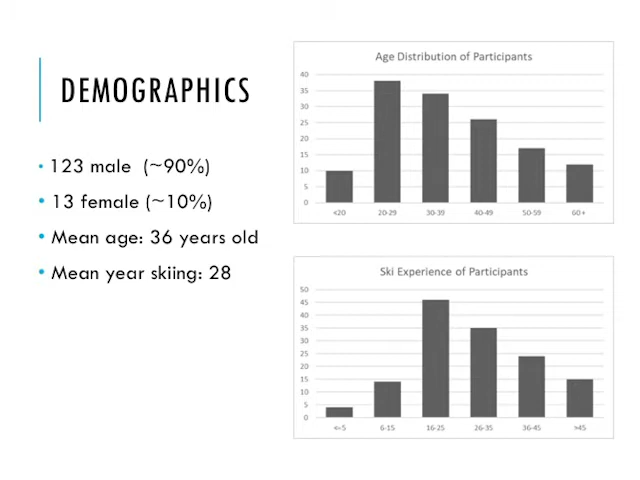 DEMOGRAPHICS
• 123 male (~90%)
• 13 female (~10%)
• Mean age: 36 years old
• Mean year skiing: 28
Age Distribution of Participants
40
35
30
25
20
15
10
5
0
<20 20-29 30-39 40-49 50-59 60+
Ski Experience of Participants
50
45
40
35
30
25
20
15
10
5
0
<=5 6-15 16-25 26-35 36-45 >45